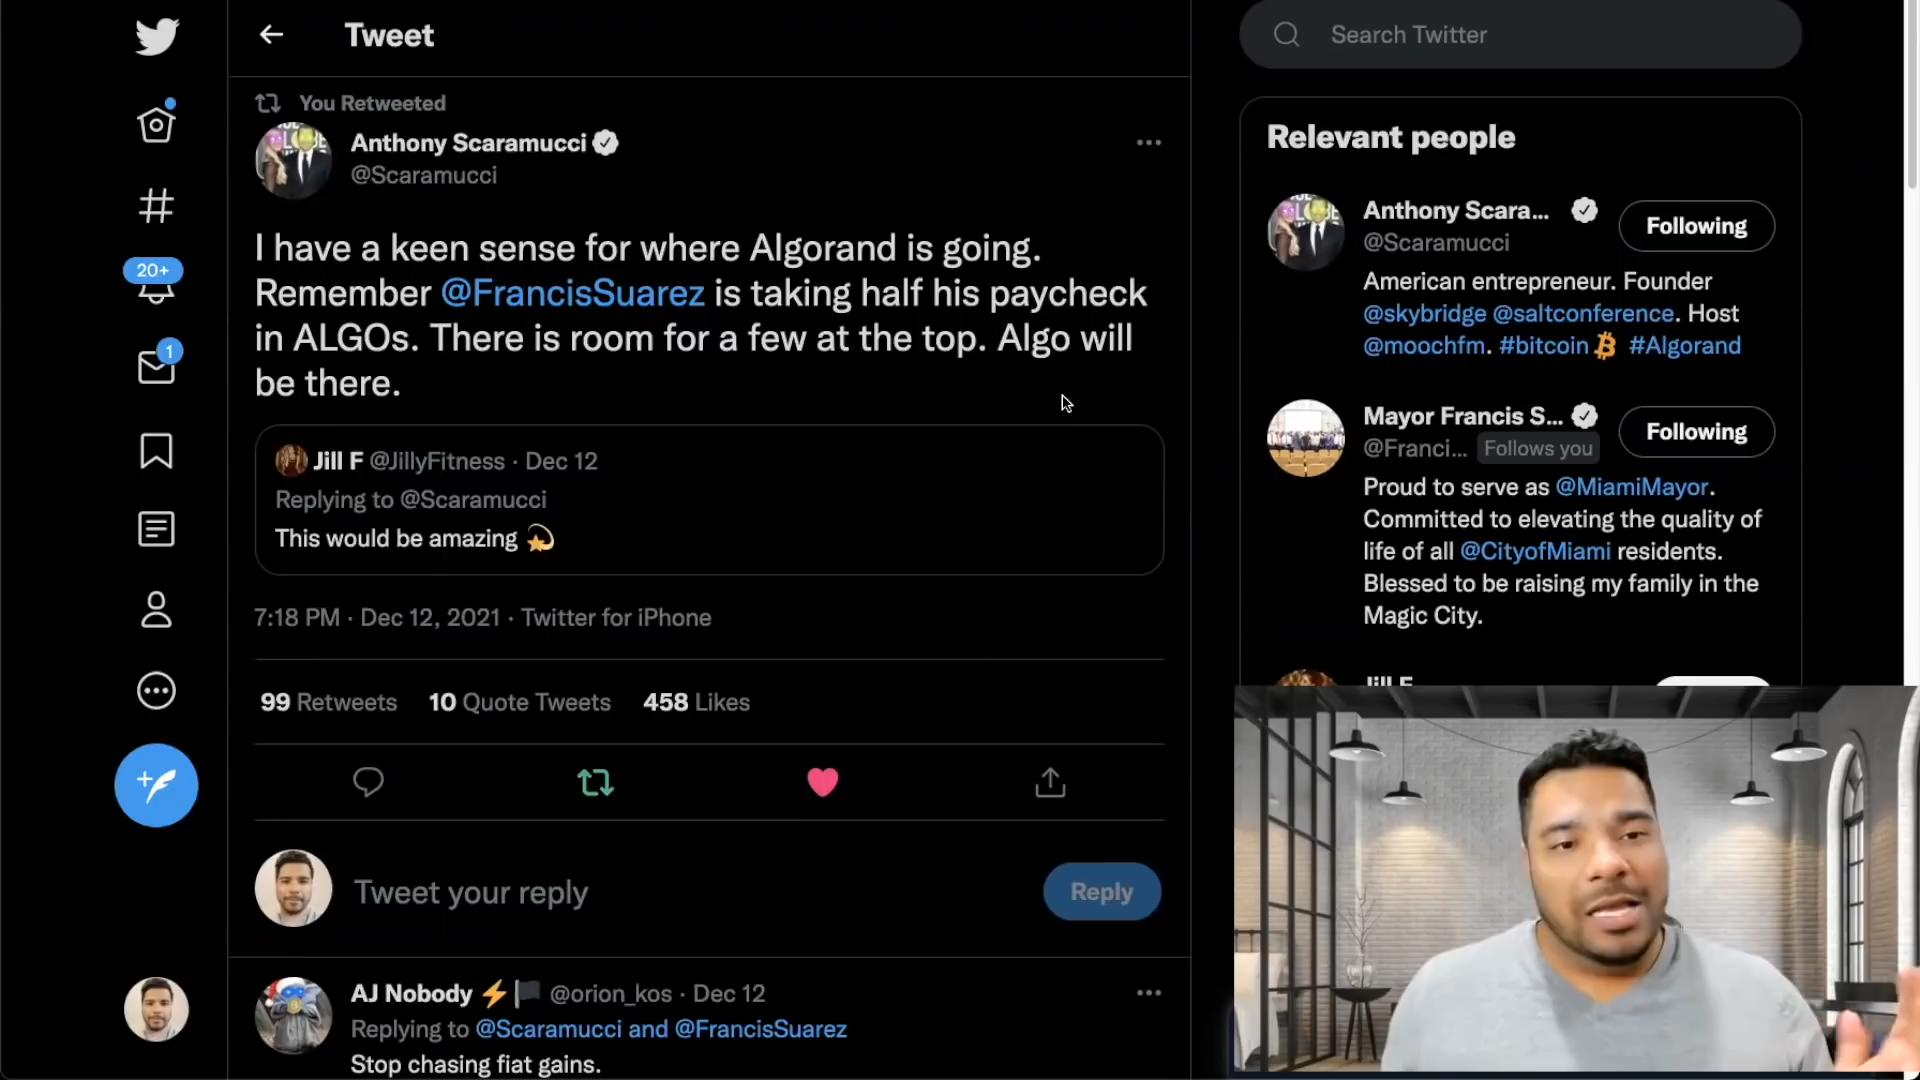 Tweet
Search Twitter
You Retweeted
Anthony Scaramucci
@Scaramucci
I have a keen sense for where Algorand is going.
Remember @FrancisSuarez is taking half his paycheck
in ALGOs. There is room for a few at the top. Algo will
be there.
Jill F @JillyFitness · Dec 12
Replying to @Scaramucci
This would be amazing 💫
7:18 PM · Dec 12, 2021 · Twitter for iPhone
99 Retweets 10 Quote Tweets 458 Likes
Tweet your reply
Reply
AJ Nobody ⚡🏴 @orion_kos · Dec 12
Replying to @Scaramucci and @FrancisSuarez
Stop chasing fiat gains.
20+
1
Relevant people
Anthony Scara...
Following
@Scaramucci
American entrepreneur. Founder
@skybridge @saltconference. Host
@moochfm. #bitcoin #Algorand
Mayor Francis S...
Following
@Franci... Follows you
Proud to serve as @MiamiMayor.
Committed to elevating the quality of
life of all @CityofMiami residents.
Blessed to be raising my family in the
Magic City.
Jill F